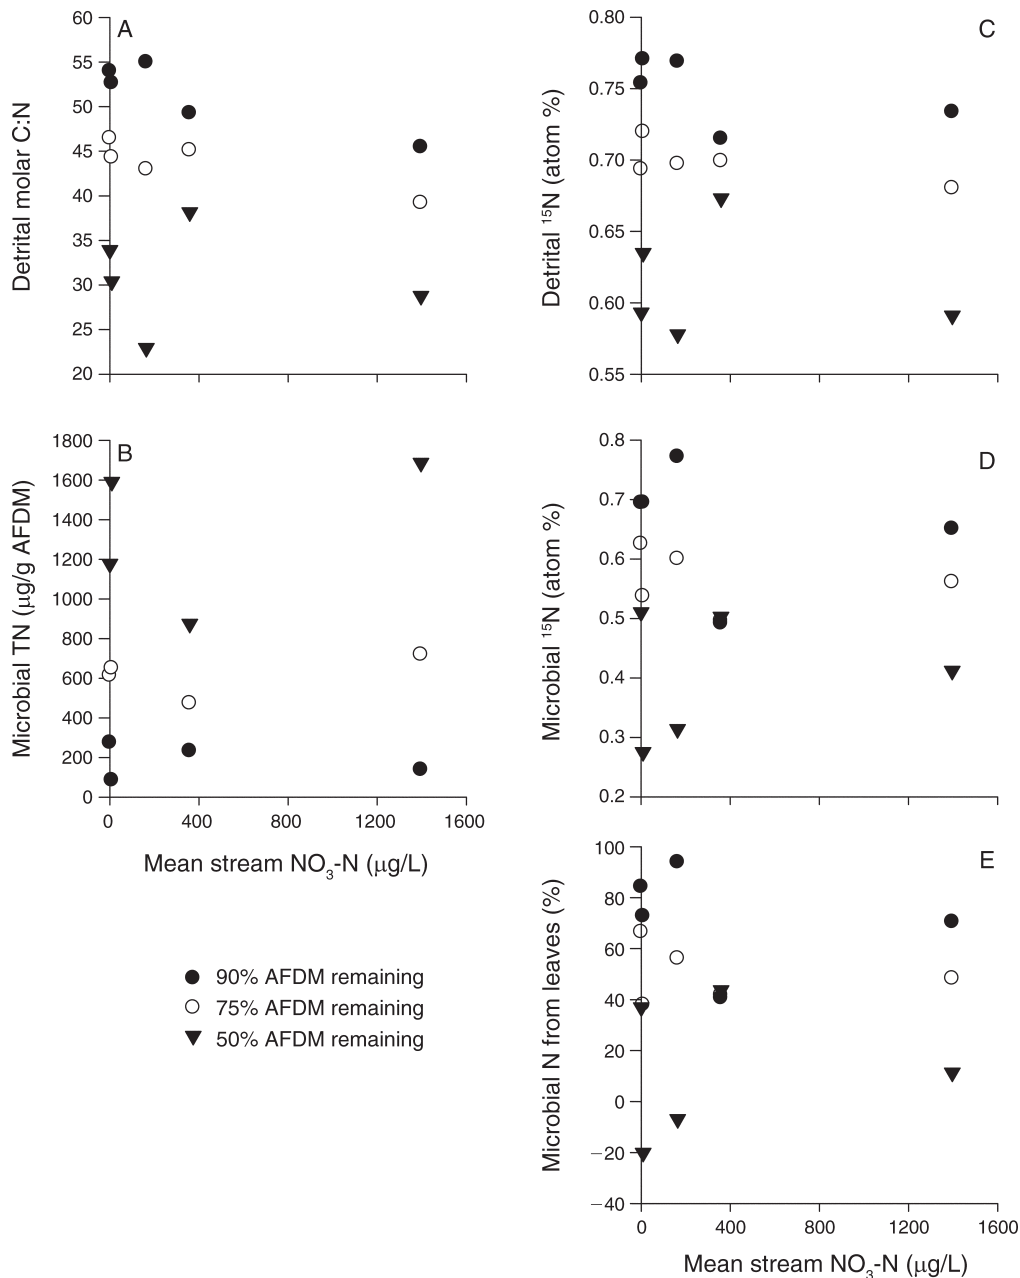 A
60
55
50
45
40
35
30
25
20
Detrital molar C:N
C
0.80
0.75
0.70
0.65
0.60
0.55
Detrital ¹⁵N (atom %)
B
1800
1600
1400
1200
1000
800
600
400
200
0
Microbial TN (µg/g AFDM)
0 400 800 1200 1600
Mean stream NO₃-N (µg/L)
D
0.8
0.7
0.6
0.5
0.4
0.3
0.2
Microbial ¹⁵N (atom %)
E
100
80
60
40
20
0
−20
−40
Microbial N from leaves (%)
0 400 800 1200 1600
Mean stream NO₃-N (µg/L)
90% AFDM remaining
75% AFDM remaining
50% AFDM remaining